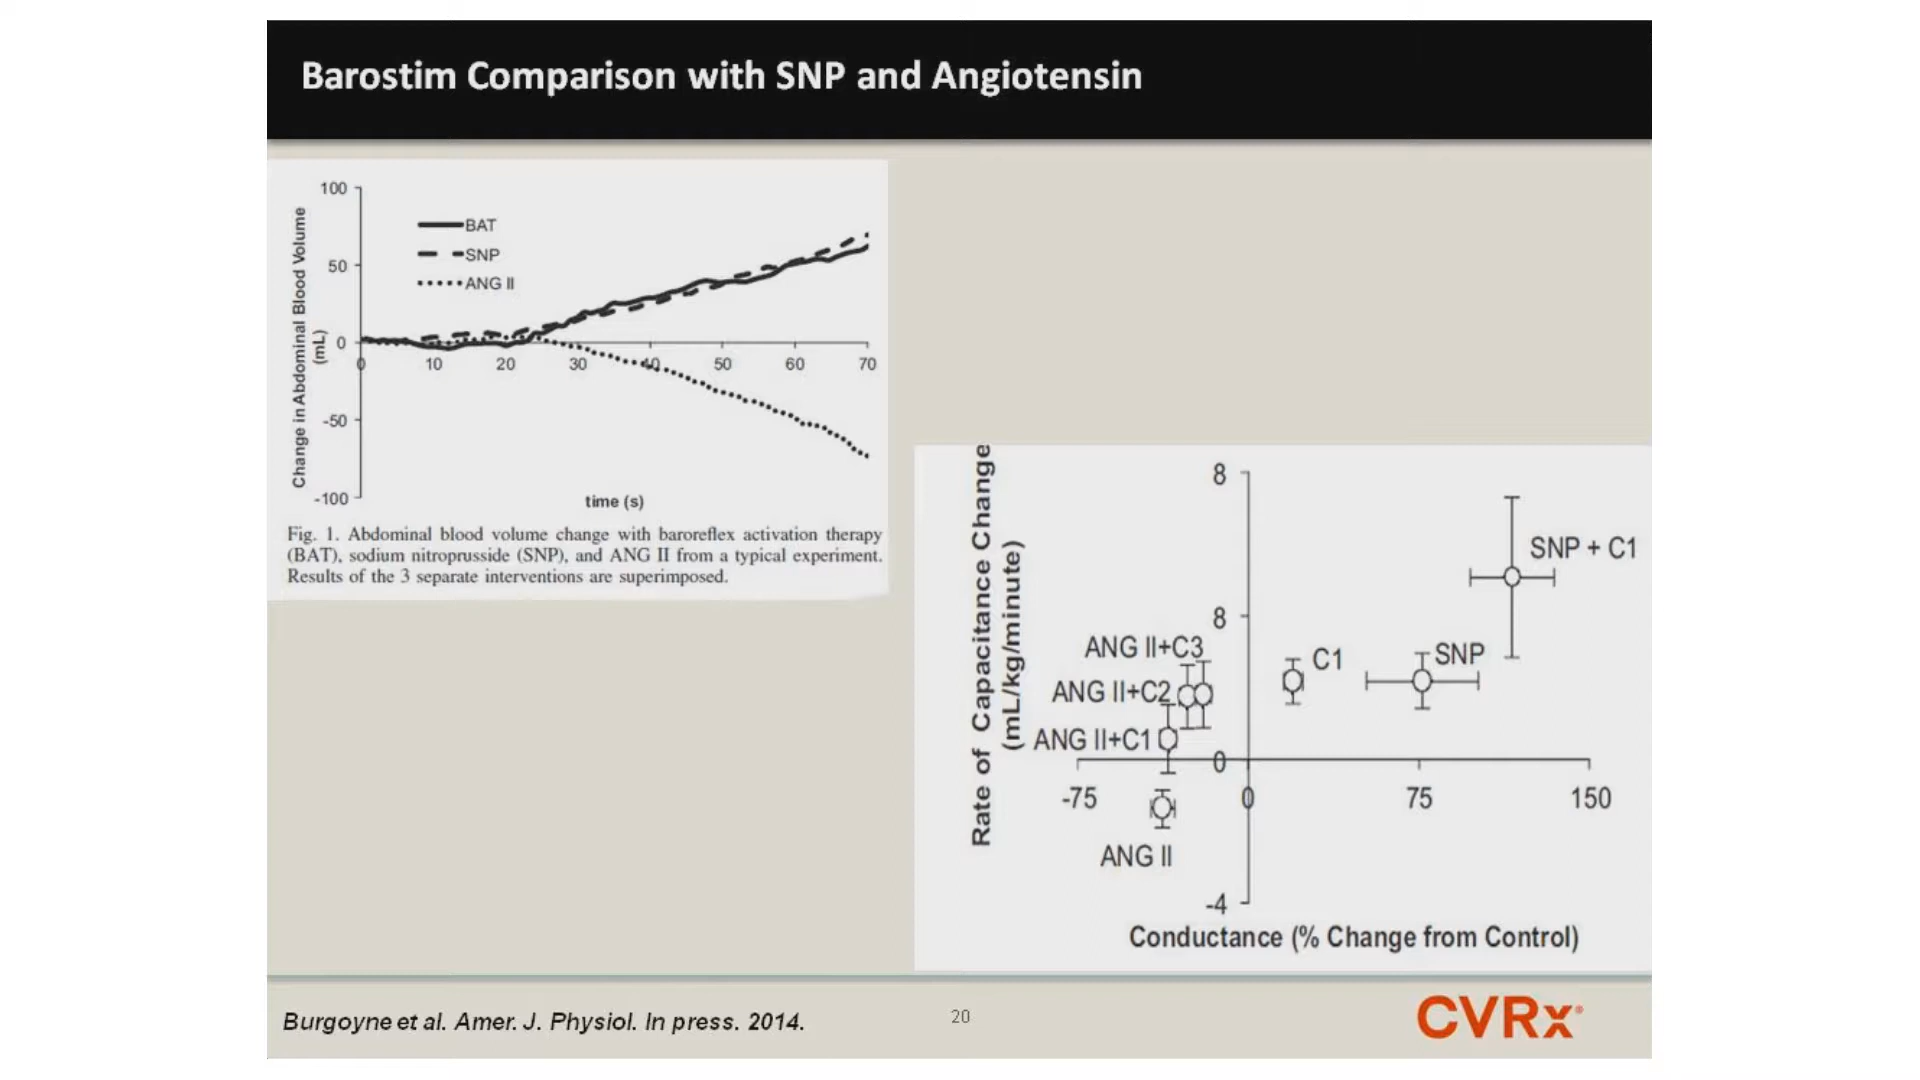 Barostim Comparison with SNP and Angiotensin
100
50
0
-50
-100
Change in Abdominal Blood Volume
(mL)
BAT
SNP
ANG II
0 10 20 30 40 50 60 70
time (s)
Fig. 1. Abdominal blood volume change with baroreflex activation therapy
(BAT), sodium nitroprusside (SNP), and ANG II from a typical experiment.
Results of the 3 separate interventions are superimposed.
Rate of Capacitance Change
(mL/kg/minute)
8
8
0
-4
SNP + C1
ANG II+C3
C1
SNP
ANG II+C2
ANG II+C1
-75 0 75 150
ANG II
Conductance (% Change from Control)
Burgoyne et al. Amer. J. Physiol. In press. 2014.
20
CVRx®